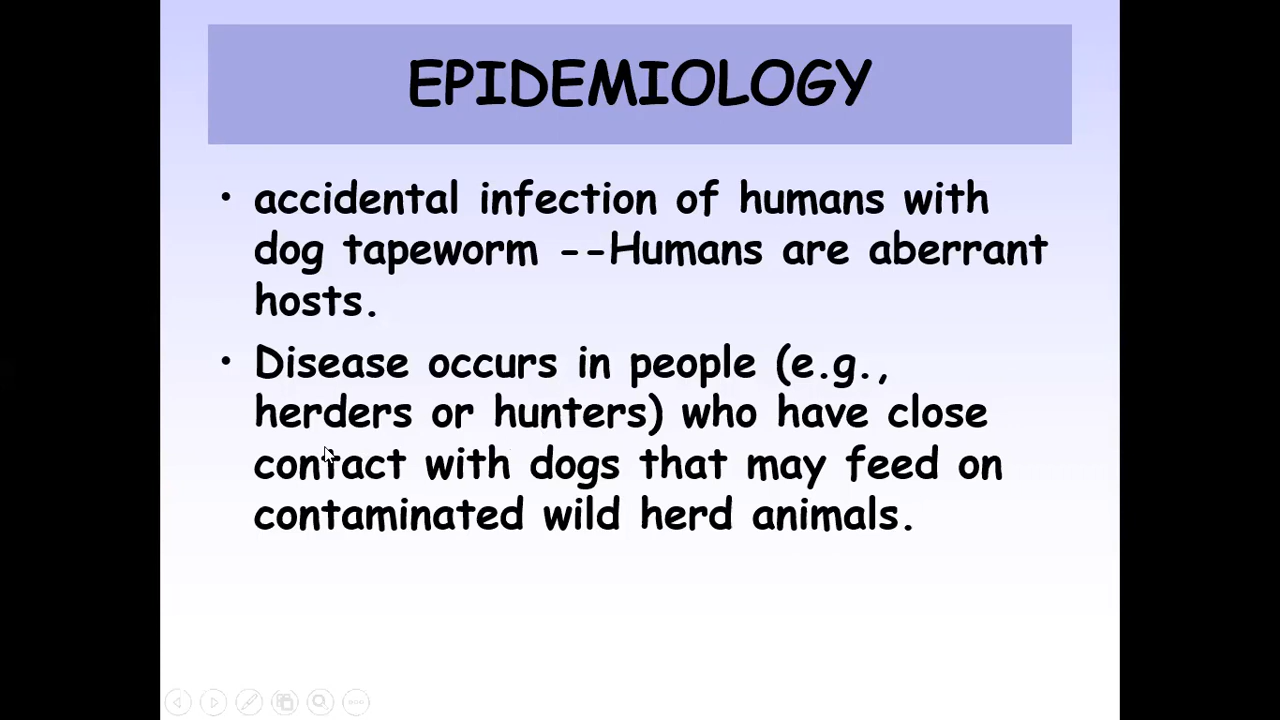 EPIDEMIOLOGY
• accidental infection of humans with
dog tapeworm --Humans are aberrant
hosts.
• Disease occurs in people (e.g.,
herders or hunters) who have close
contact with dogs that may feed on
contaminated wild herd animals.